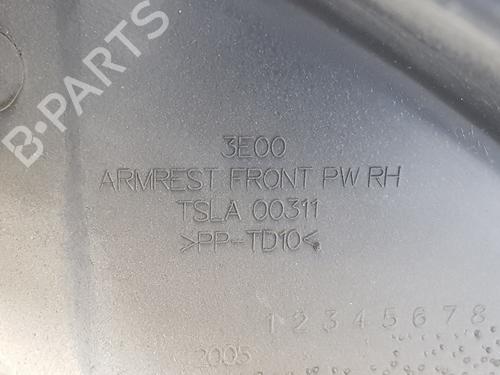 B-PARTS
3E00
ARMREST FRONT PW RH
TSLA 00311
>PP-TD10<
1 2 3 4 5 6 7 8
2005